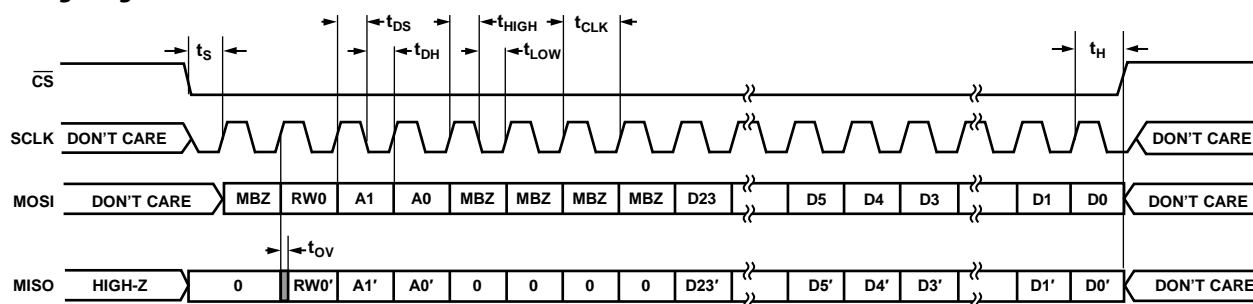 tS tDS tDH tHIGH tLOW tCLK tH
CS
SCLK DON'T CARE DON'T CARE
MOSI DON'T CARE MBZ RW0 A1 A0 MBZ MBZ MBZ MBZ D23 D5 D4 D3 D1 D0 DON'T CARE
tOV
MISO HIGH-Z 0 RW0′ A1′ A0′ 0 0 0 0 D23′ D5′ D4′ D3′ D1′ D0′ DON'T CARE